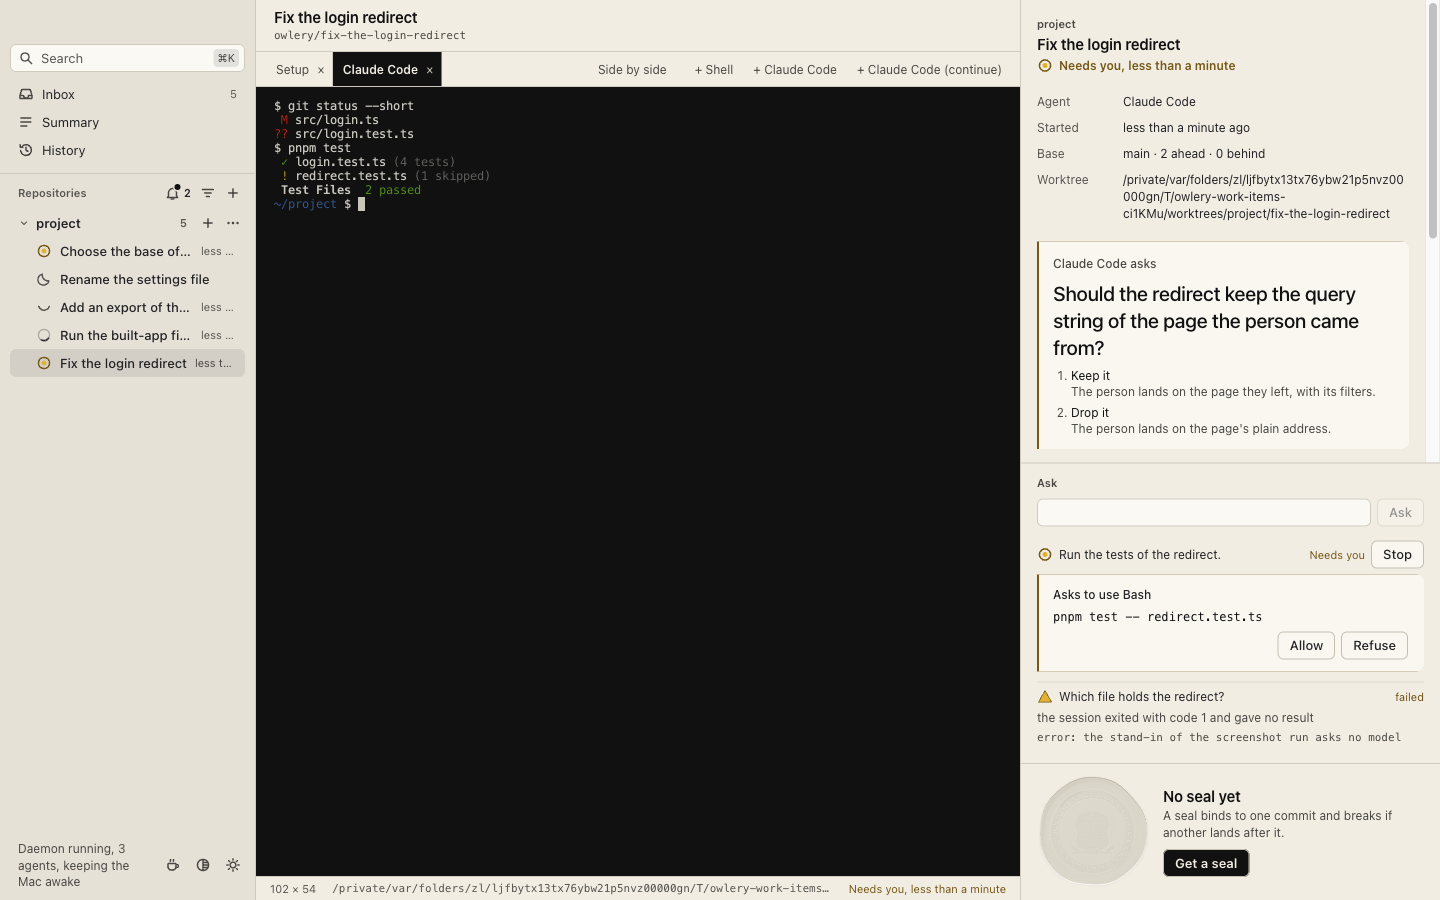 Search ⌘K
Inbox 5
Summary
History
Repositories 2
project 5
Choose the base of... less ...
Rename the settings file
Add an export of th... less ...
Run the built-app fi... less ...
Fix the login redirect less t...
Daemon running, 3
agents, keeping the
Mac awake
Fix the login redirect
owlery/fix-the-login-redirect
Setup × Claude Code × Side by side + Shell + Claude Code + Claude Code (continue)
$ git status --short
M src/login.ts
?? src/login.test.ts
$ pnpm test
✓ login.test.ts (4 tests)
! redirect.test.ts (1 skipped)
Test Files 2 passed
~/project $
102 × 54 /private/var/folders/zl/ljfbytx13tx76ybw21p5nvz00000gn/T/owlery-work-items… Needs you, less than a minute
project
Fix the login redirect
Needs you, less than a minute
Agent Claude Code
Started less than a minute ago
Base main · 2 ahead · 0 behind
Worktree /private/var/folders/zl/ljfbytx13tx76ybw21p5nvz00
000gn/T/owlery-work-items-
ci1KMu/worktrees/project/fix-the-login-redirect
Claude Code asks
Should the redirect keep the query
string of the page the person came
from?
1. Keep it
The person lands on the page they left, with its filters.
2. Drop it
The person lands on the page's plain address.
Ask
Ask
Run the tests of the redirect. Needs you Stop
Asks to use Bash
pnpm test -- redirect.test.ts
Allow Refuse
Which file holds the redirect? failed
the session exited with code 1 and gave no result
error: the stand-in of the screenshot run asks no model
No seal yet
A seal binds to one commit and breaks if
another lands after it.
Get a seal